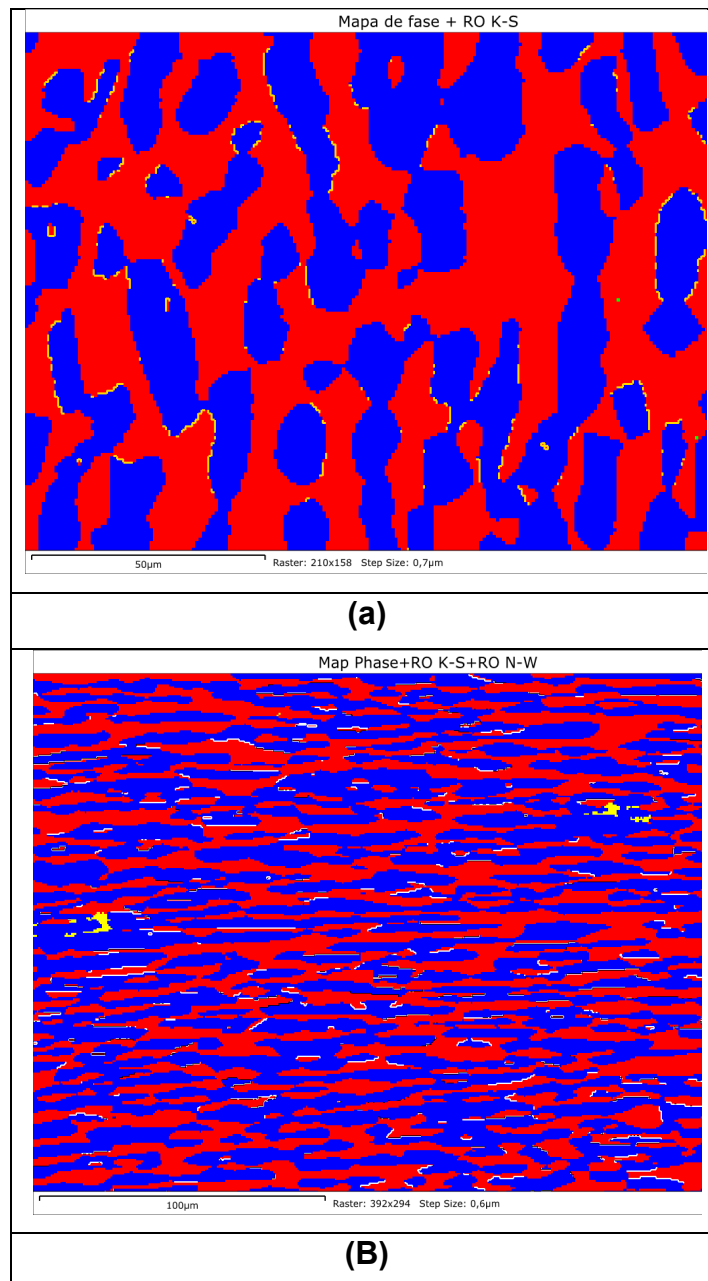 Mapa de fase + RO K-S
50µm Raster: 210x158 Step Size: 0,7µm
(a)
Map Phase+RO K-S+RO N-W
100µm Raster: 392x294 Step Size: 0,6µm
(B)